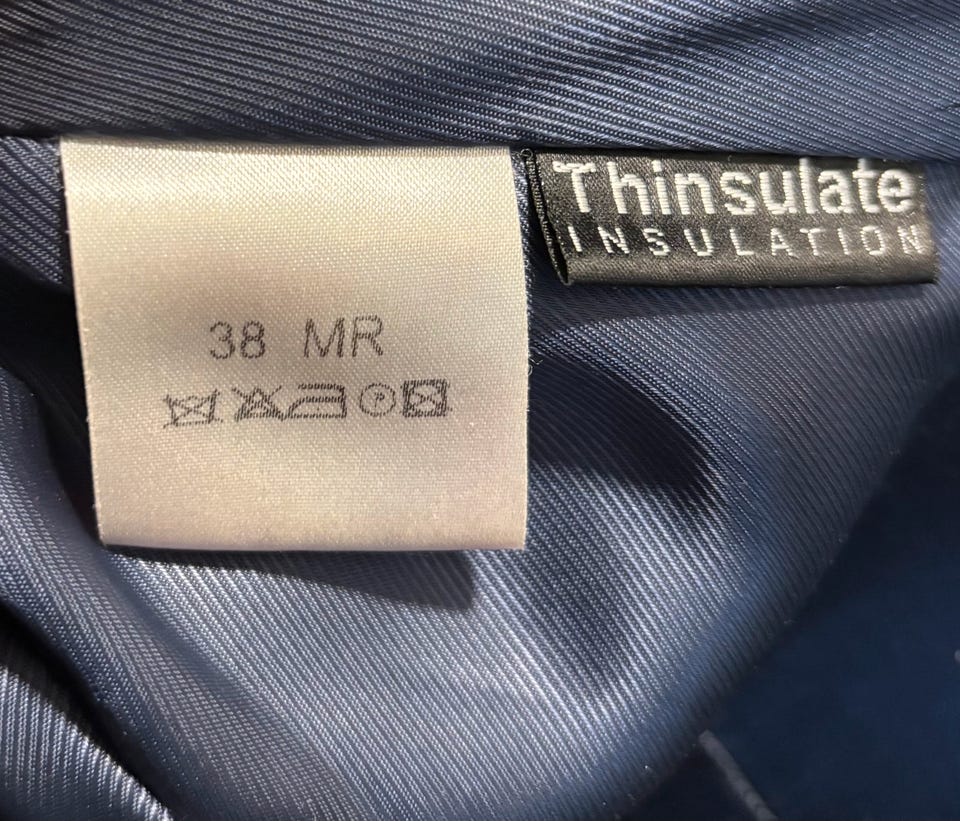 Thinsulate
INSULATION
38 MR
P